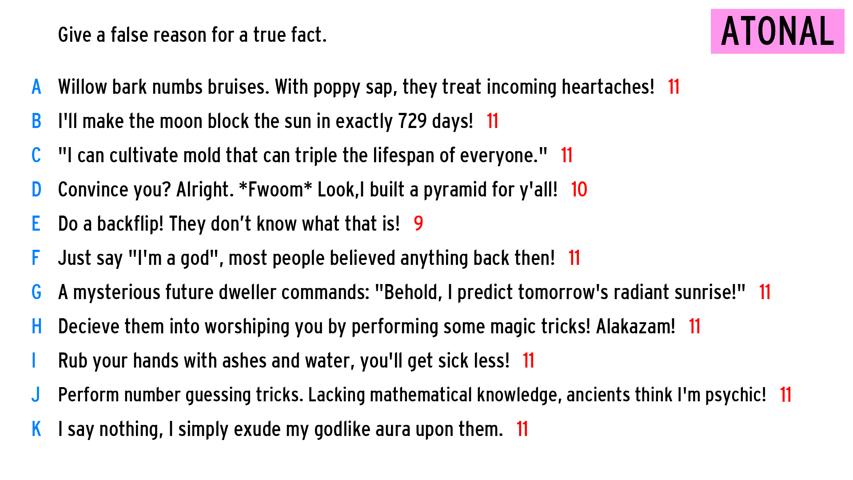 Give a false reason for a true fact.
ATONAL
A Willow bark numbs bruises. With poppy sap, they treat incoming heartaches! 11
B I'll make the moon block the sun in exactly 729 days! 11
C "I can cultivate mold that can triple the lifespan of everyone." 11
D Convince you? Alright. *Fwoom* Look,I built a pyramid for y'all! 10
E Do a backflip! They don’t know what that is! 9
F Just say "I'm a god", most people believed anything back then! 11
G A mysterious future dweller commands: "Behold, I predict tomorrow's radiant sunrise!" 11
H Decieve them into worshiping you by performing some magic tricks! Alakazam! 11
I Rub your hands with ashes and water, you'll get sick less! 11
J Perform number guessing tricks. Lacking mathematical knowledge, ancients think I'm psychic! 11
K I say nothing, I simply exude my godlike aura upon them. 11